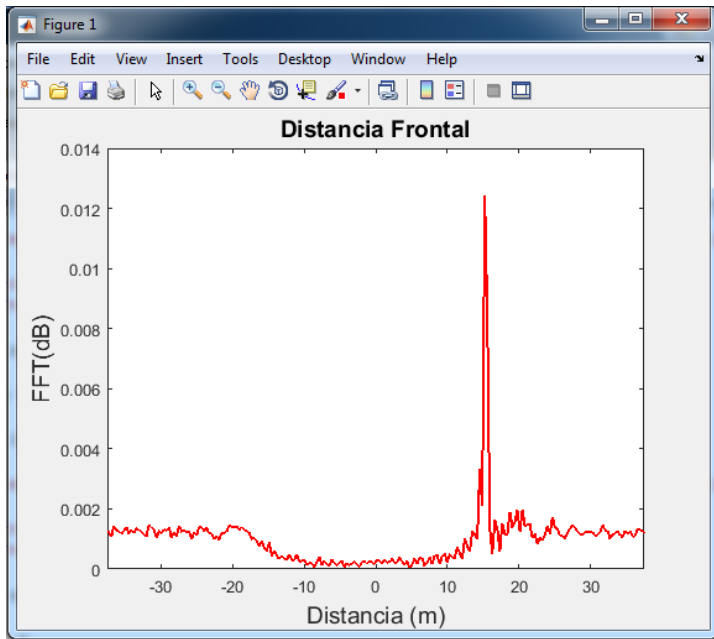 Figure 1
File Edit View Insert Tools Desktop Window Help
Distancia Frontal
0.014
0.012
0.01
0.008
0.006
0.004
0.002
0
FFT(dB)
-30 -20 -10 0 10 20 30
Distancia (m)